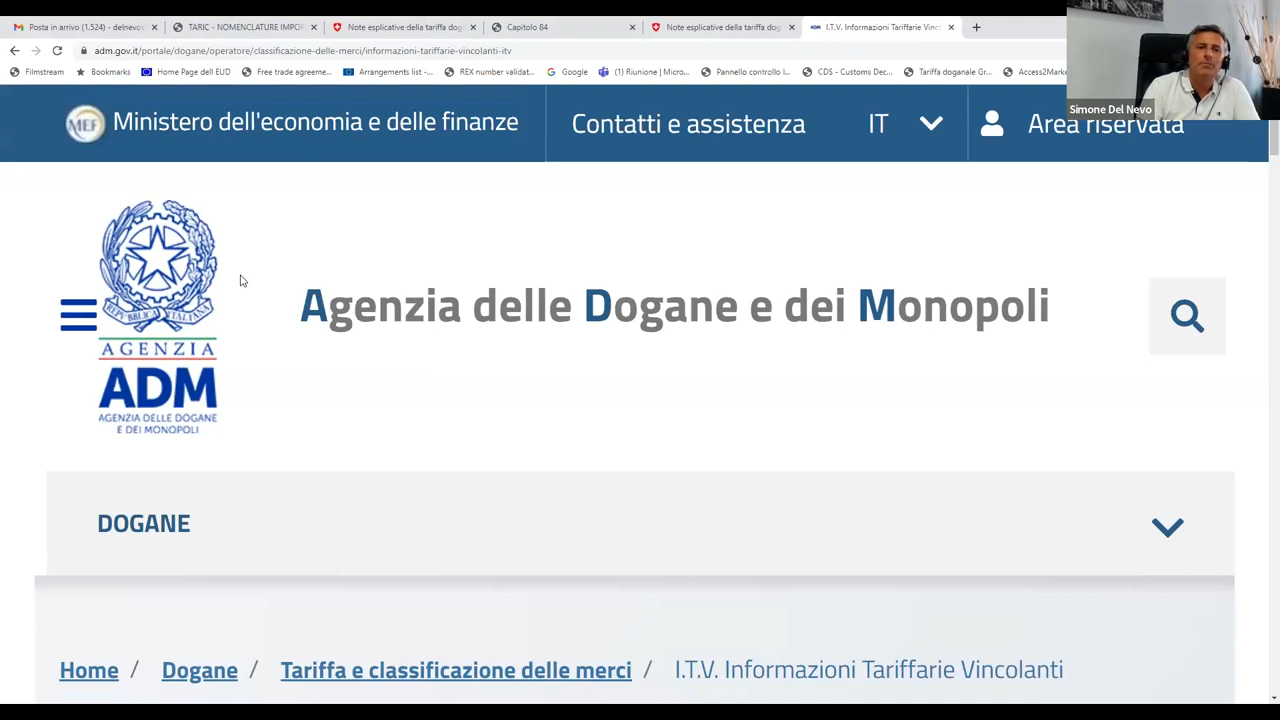 Posta in arrivo (1.524) - delnevo
TARIC - NOMENCLATURE IMPOR
Note esplicative della tariffa dog
Capitolo 84
Note esplicative della tariffa dog
ADM I.T.V. Informazioni Tariffarie Vinc
adm.gov.it/portale/dogane/operatore/classificazione-delle-merci/informazioni-tariffarie-vincolanti-itv
Filmstream
Bookmarks
Home Page dell EUD
Free trade agreeme...
Arrangements list -...
REX number validat...
Google
(1) Riunione | Micro...
Pannello controllo I...
CDS - Customs Dec...
Tariffa doganale Gr...
Access2Mark
Simone Del Nevo
MEF Ministero dell'economia e delle finanze
Contatti e assistenza
IT
Area riservata
REPVBBLICA ITALIANA
AGENZIA
ADM
AGENZIA DELLE DOGANE
E DEI MONOPOLI
Agenzia delle Dogane e dei Monopoli
DOGANE
Home / Dogane / Tariffa e classificazione delle merci / I.T.V. Informazioni Tariffarie Vincolanti